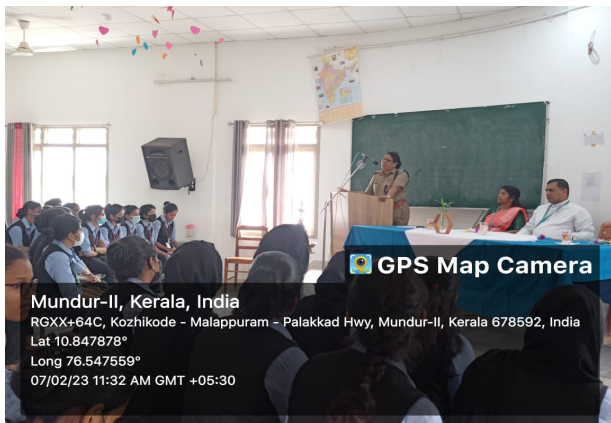 GPS Map Camera
Mundur-II, Kerala, India
RGXX+64C, Kozhikode - Malappuram - Palakkad Hwy, Mundur-II, Kerala 678592, India
Lat 10.847878°
Long 76.547559°
07/02/23 11:32 AM GMT +05:30